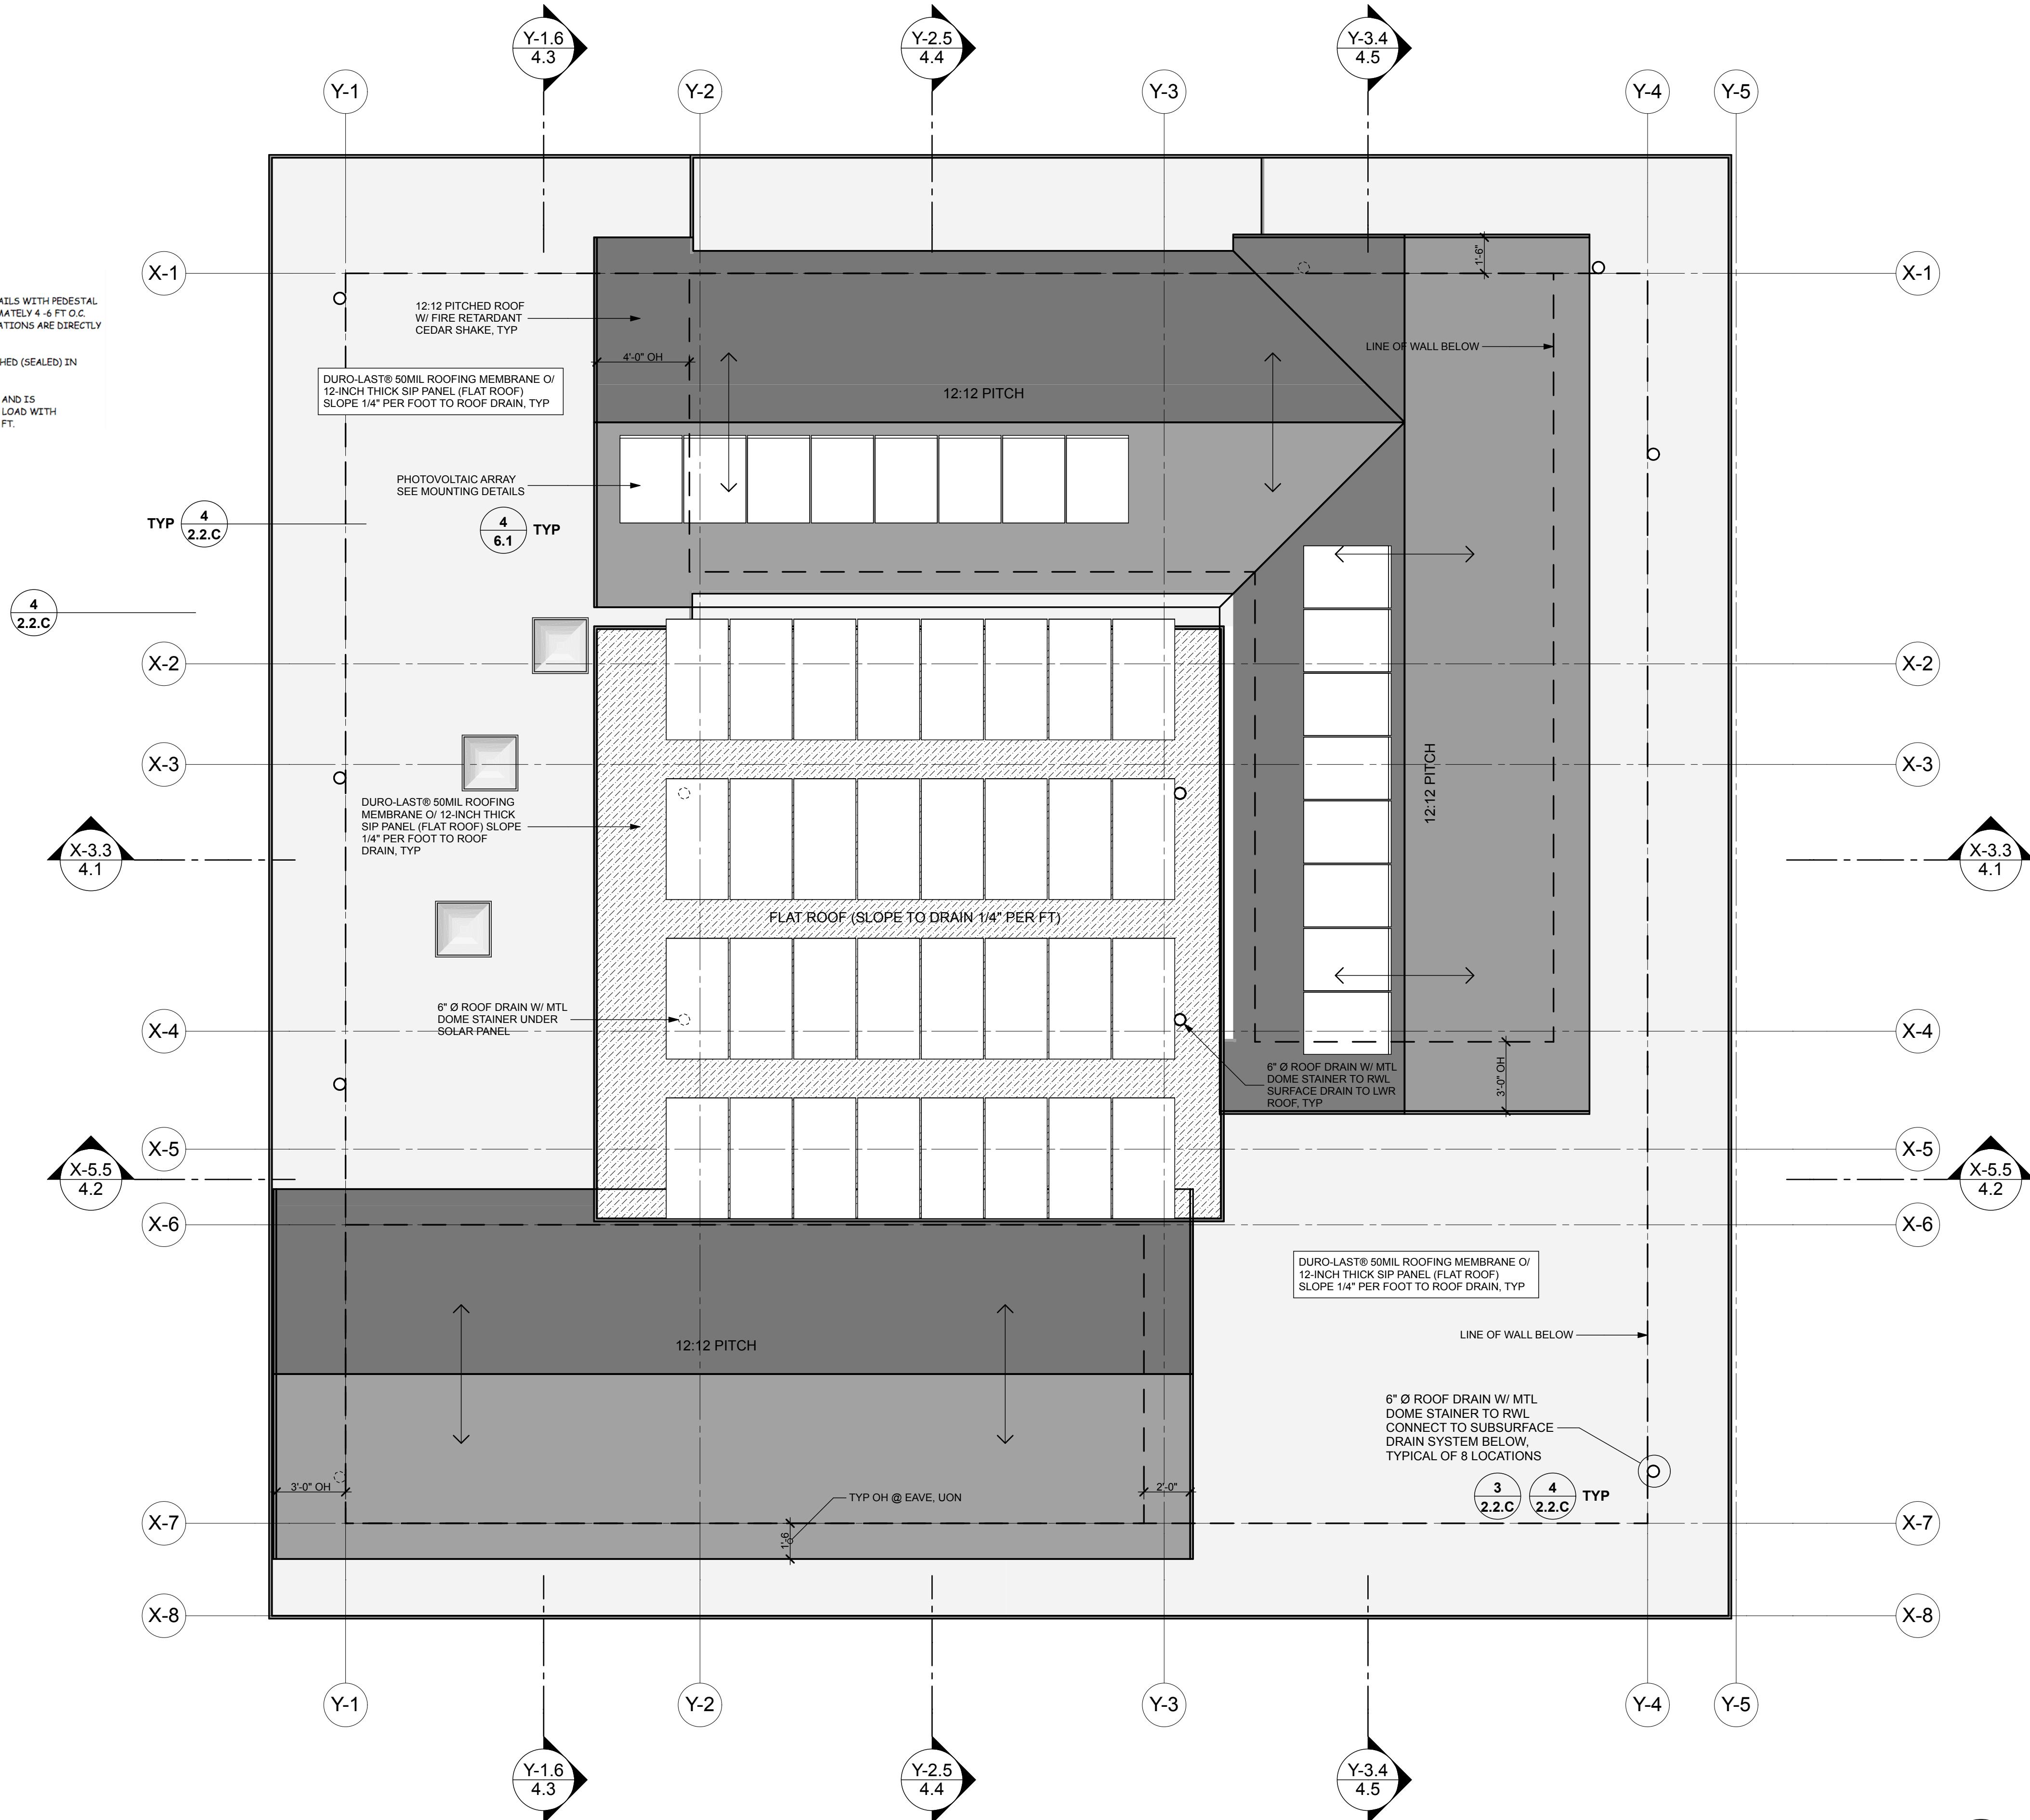 Y-1.6
4.3
Y-2.5
4.4
Y-3.4
4.5
Y-1
Y-2
Y-3
Y-4
Y-5
X-1
X-1
AILS WITH PEDESTAL
MATELY 4 -6 FT O.C.
ATIONS ARE DIRECTLY
HED (SEALED) IN
AND IS
LOAD WITH
FT.
1'-6"
12:12 PITCHED ROOF
W/ FIRE RETARDANT
CEDAR SHAKE, TYP
LINE OF WALL BELOW
4'-0" OH
DURO-LAST® 50MIL ROOFING MEMBRANE O/
12-INCH THICK SIP PANEL (FLAT ROOF)
SLOPE 1/4" PER FOOT TO ROOF DRAIN, TYP
12:12 PITCH
PHOTOVOLTAIC ARRAY
SEE MOUNTING DETAILS
TYP
4
2.2.C
4
6.1
TYP
4
2.2.C
X-2
X-2
X-3
X-3
12:12 PITCH
DURO-LAST® 50MIL ROOFING
MEMBRANE O/ 12-INCH THICK
SIP PANEL (FLAT ROOF) SLOPE
1/4" PER FOOT TO ROOF
DRAIN, TYP
X-3.3
4.1
X-3.3
4.1
FLAT ROOF (SLOPE TO DRAIN 1/4" PER FT)
6" Ø ROOF DRAIN W/ MTL
DOME STAINER UNDER
SOLAR PANEL
X-4
X-4
6" Ø ROOF DRAIN W/ MTL
DOME STAINER TO RWL
SURFACE DRAIN TO LWR
ROOF, TYP
3'-0" OH
X-5
X-5
X-5.5
4.2
X-5.5
4.2
X-6
X-6
DURO-LAST® 50MIL ROOFING MEMBRANE O/
12-INCH THICK SIP PANEL (FLAT ROOF)
SLOPE 1/4" PER FOOT TO ROOF DRAIN, TYP
LINE OF WALL BELOW
12:12 PITCH
6" Ø ROOF DRAIN W/ MTL
DOME STAINER TO RWL
CONNECT TO SUBSURFACE
DRAIN SYSTEM BELOW,
TYPICAL OF 8 LOCATIONS
3'-0" OH
2'-0"
TYP OH @ EAVE, UON
3
2.2.C
4
2.2.C
TYP
X-7
X-7
1'-6
X-8
X-8
Y-1
Y-2
Y-3
Y-4
Y-5
Y-1.6
4.3
Y-2.5
4.4
Y-3.4
4.5